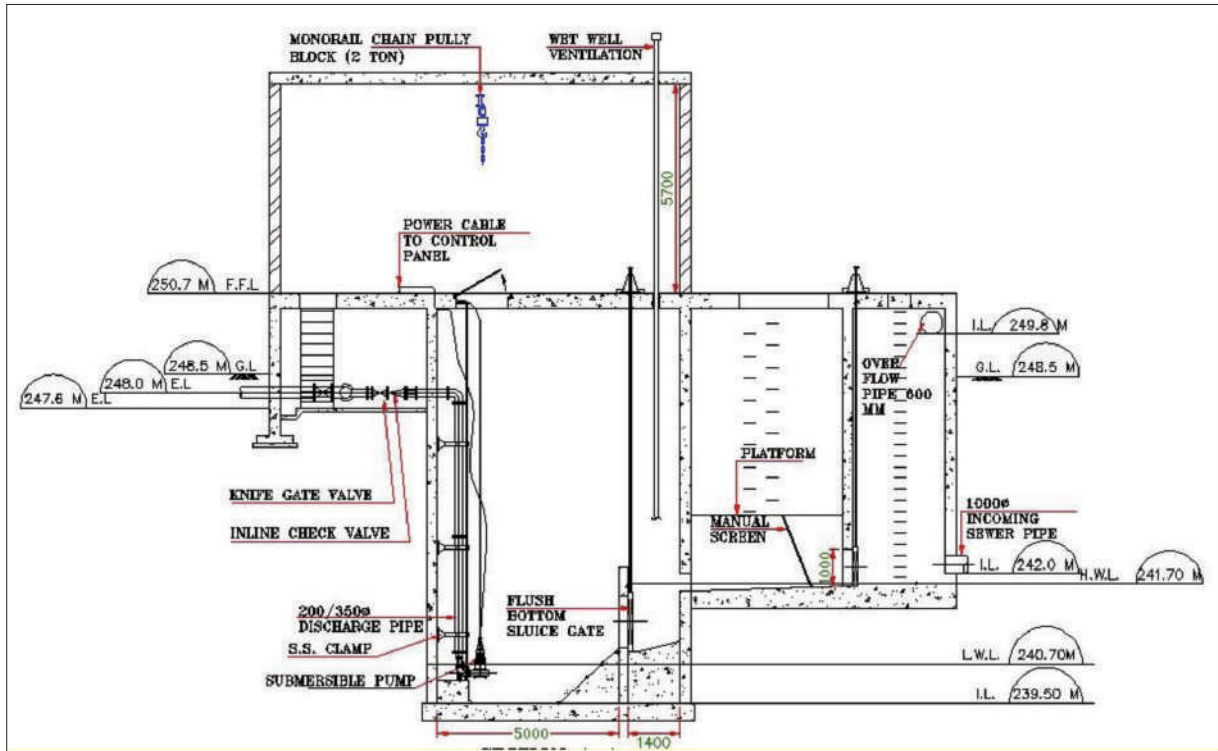 MONORAIL CHAIN PULLY
BLOCK (2 TON)
WET WELL
VENTILATION
5700
POWER CABLE
TO CONTROL
PANEL
250.7 M F.F.L
248.5 M G.L
248.0 M E.L
247.6 M E.L
I.L. 249.8 M
G.L. 248.5 M
OVER
FLOW
PIPE 600
MM
PLATFORM
KNIFE GATE VALVE
INLINE CHECK VALVE
MANUAL
SCREEN
1000
1000ø
INCOMING
SEWER PIPE
I.L. 242.0 M
H.W.L. 241.70 M
200/350ø
DISCHARGE PIPE
S.S. CLAMP
SUBMERSIBLE PUMP
FLUSH
BOTTOM
SLUICE GATE
L.W.L. 240.70M
I.L. 239.50 M
5000
1400